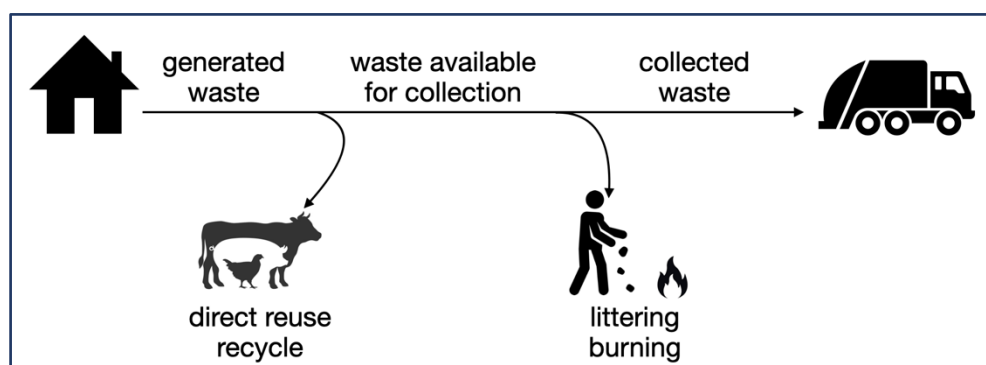 generated
waste
waste available
for collection
collected
waste
direct reuse
recycle
littering
burning